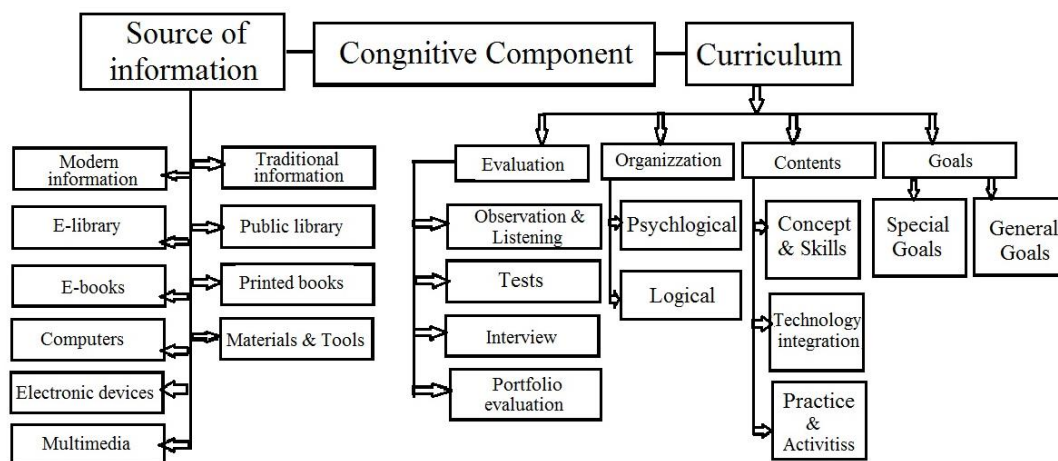 Source of
information
Congnitive Component
Curriculum
Modern
information
Traditional
information
E-library
Public library
E-books
Printed books
Computers
Materials & Tools
Electronic devices
Multimedia
Evaluation
Organizzation
Contents
Goals
Observation &
Listening
Tests
Interview
Portfolio
evaluation
Psychlogical
Logical
Concept
& Skills
Technology
integration
Practice
&
Activitiss
Special
Goals
General
Goals